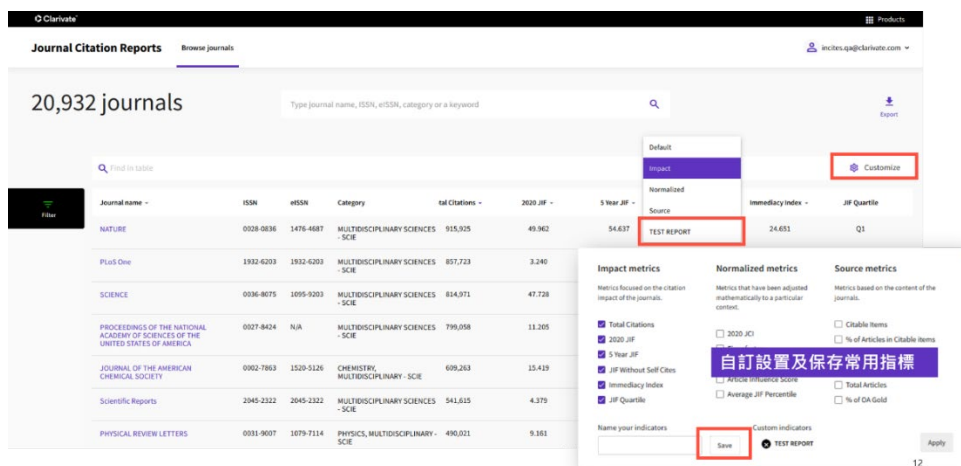 Clarivate
Products
Journal Citation Reports
Browse journals
incites.qa@clarivate.com
20,932 journals
Type journal name, ISSN, eISSN, category or a keyword
Export
Default
Impact
Normalized
Source
TEST REPORT
Find in table
Customize
Filter
Journal name
ISSN
eISSN
Category
tal Citations
2020 JIF
5 Year JIF
Immediacy Index
JIF Quartile
NATURE
0028-0836
1476-4687
MULTIDISCIPLINARY SCIENCES
- SCIE
915,925
49.962
54.637
24.651
Q1
PLoS One
1932-6203
1932-6203
MULTIDISCIPLINARY SCIENCES
- SCIE
857,723
3.240
SCIENCE
0036-8075
1095-9203
MULTIDISCIPLINARY SCIENCES
- SCIE
814,971
47.728
PROCEEDINGS OF THE NATIONAL
ACADEMY OF SCIENCES OF THE
UNITED STATES OF AMERICA
0027-8424
N/A
MULTIDISCIPLINARY SCIENCES
- SCIE
799,058
11.205
JOURNAL OF THE AMERICAN
CHEMICAL SOCIETY
0002-7863
1520-5126
CHEMISTRY,
MULTIDISCIPLINARY - SCIE
609,263
15.419
Scientific Reports
2045-2322
2045-2322
MULTIDISCIPLINARY SCIENCES
- SCIE
541,615
4.379
PHYSICAL REVIEW LETTERS
0031-9007
1079-7114
PHYSICS, MULTIDISCIPLINARY -
SCIE
490,021
9.161
Impact metrics
Metrics focused on the citation
impact of the journals.
Total Citations
2020 JIF
5 Year JIF
JIF Without Self Cites
Immediacy Index
JIF Quartile
Normalized metrics
Metrics that have been adjusted
mathematically to a particular
context.
2020 JCI
Article Influence Score
Average JIF Percentile
Source metrics
Metrics based on the content of the
journals.
Citable Items
% of Articles in Citable items
Total Articles
% of OA Gold
自訂設置及保存常用指標
Name your indicators
Save
Custom indicators
TEST REPORT
Apply
12